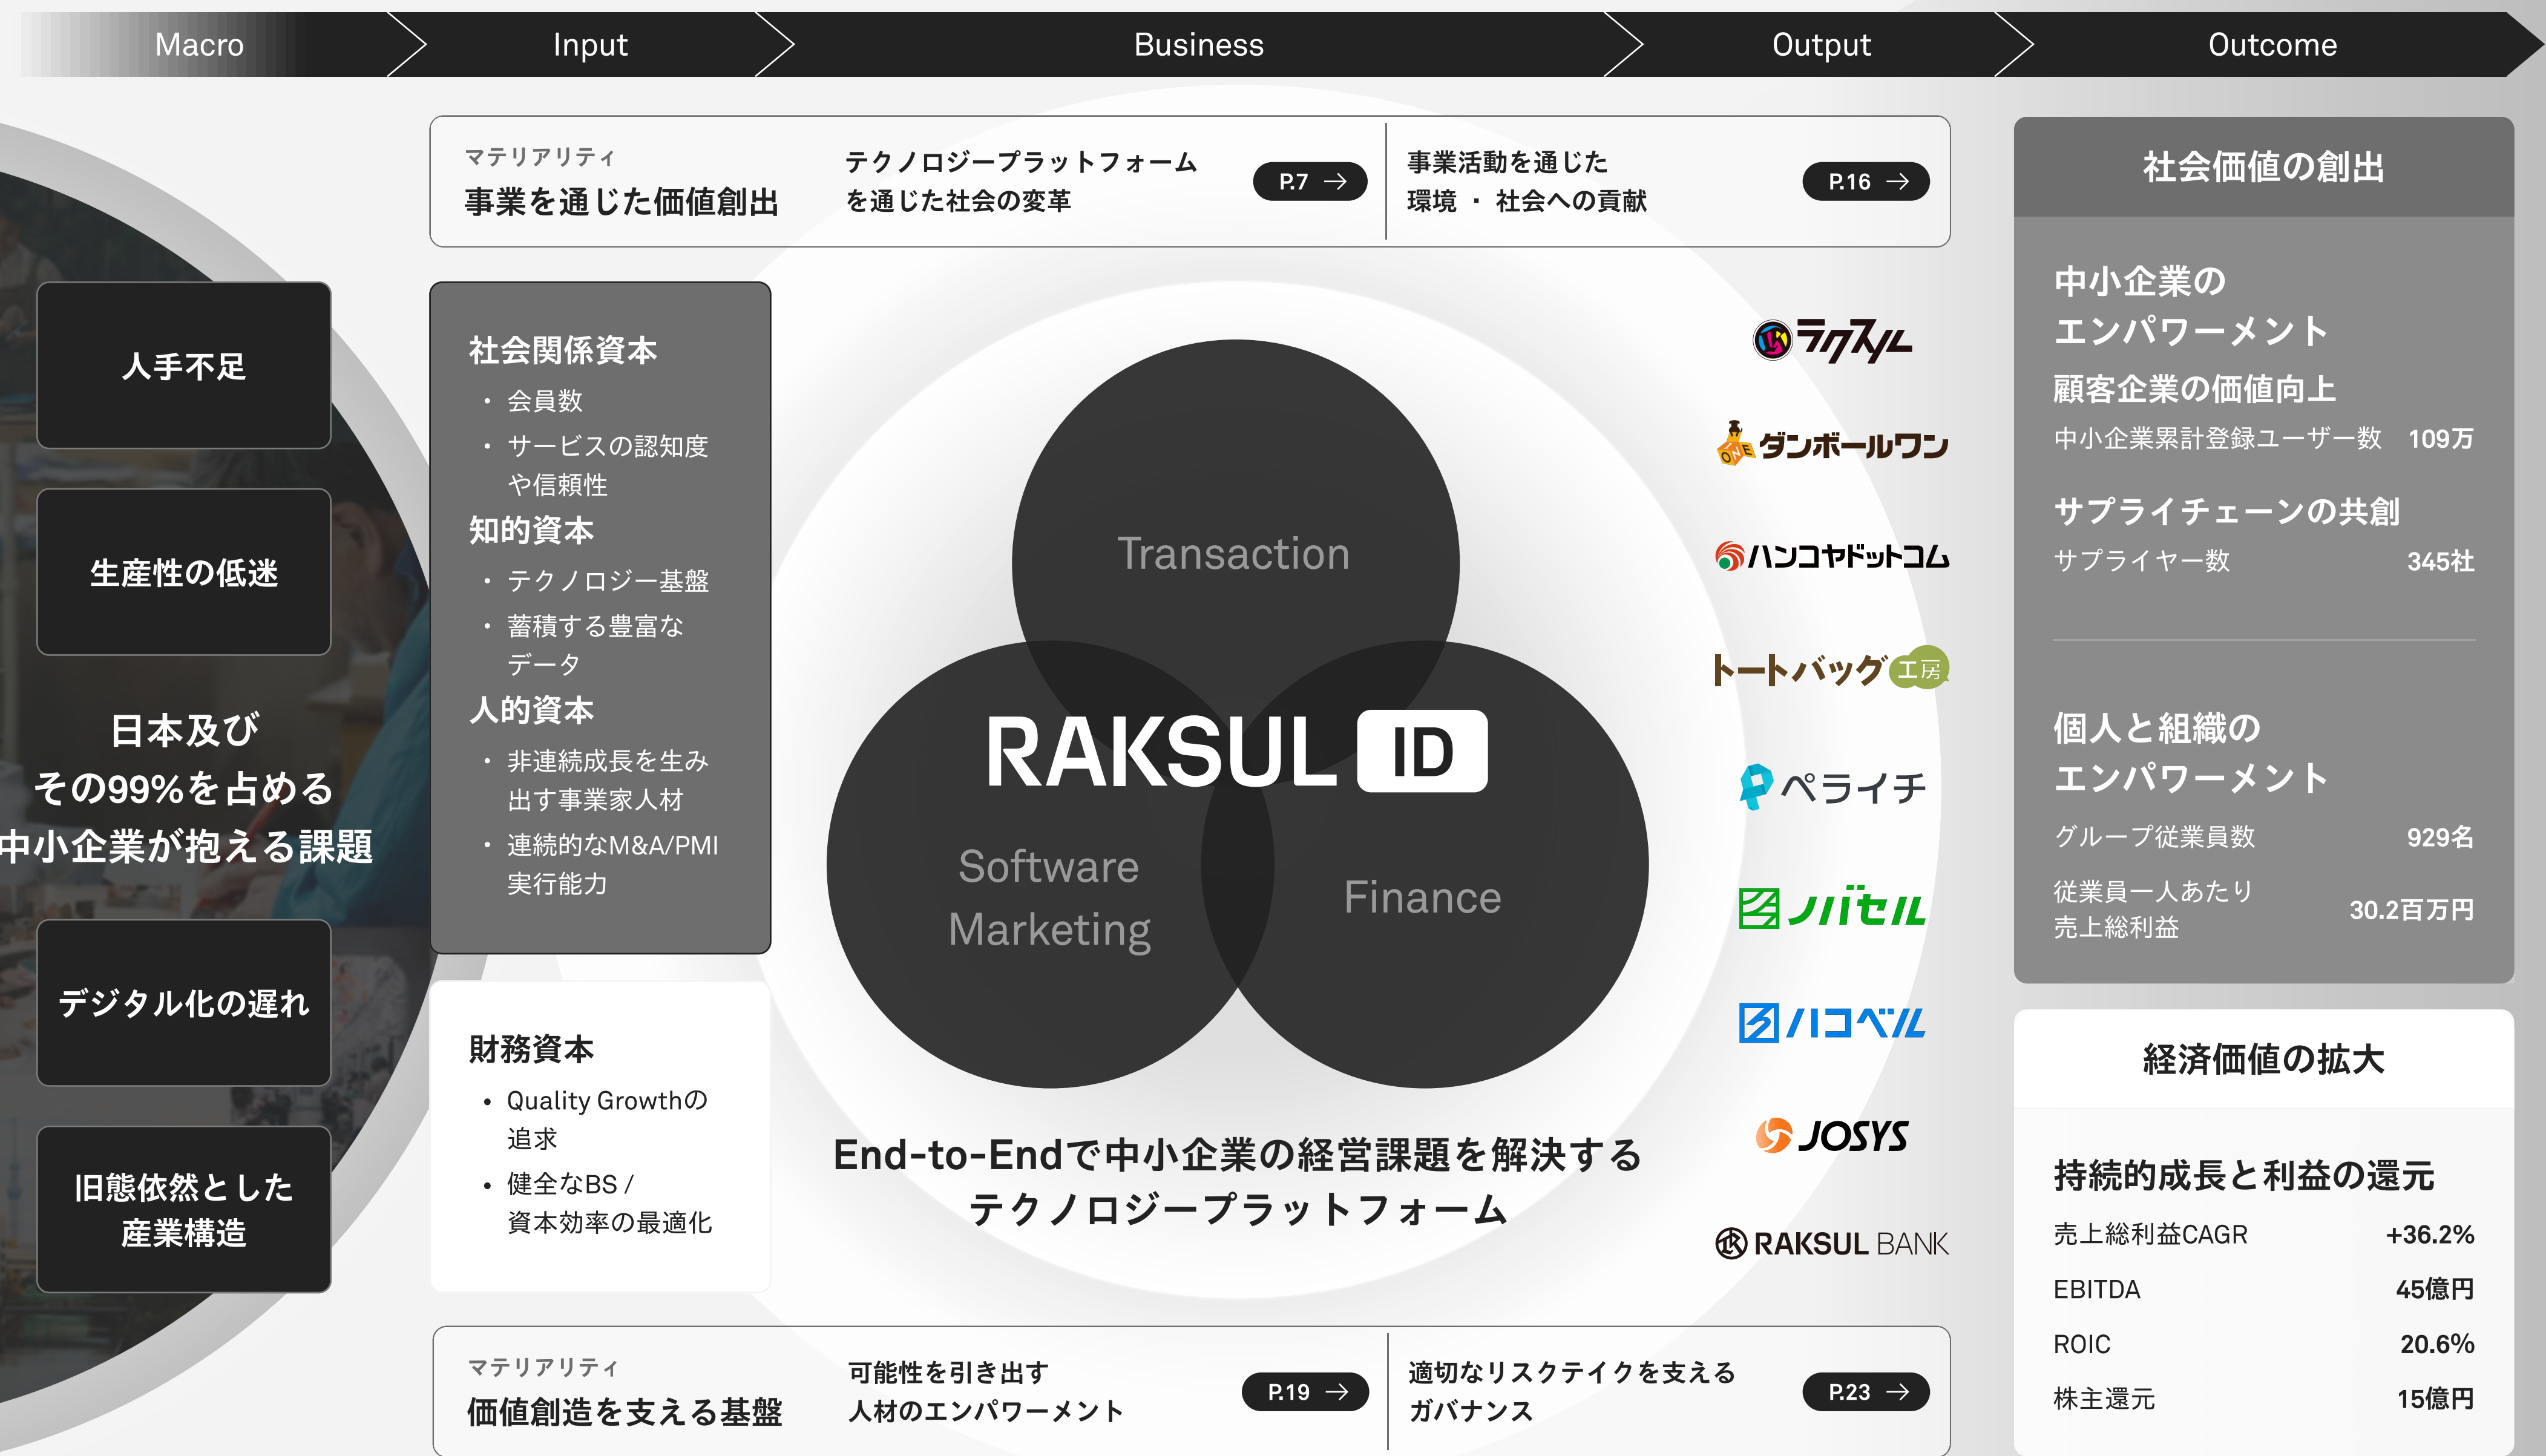 Macro
Input
Business
Output
Outcome
マテリアリティ
事業を通じた価値創出
テクノロジープラットフォーム
を通じた社会の変革
P.7 →
事業活動を通じた
環境 ・ 社会への貢献
P.16 →
人手不足
生産性の低迷
日本及び
その99%を占める
中小企業が抱える課題
デジタル化の遅れ
旧態依然とした
産業構造
社会関係資本
・ 会員数
・ サービスの認知度
や信頼性
知的資本
・ テクノロジー基盤
・ 蓄積する豊富な
データ
人的資本
・ 非連続成長を生み
出す事業家人材
・ 連続的なM&A/PMI
実行能力
財務資本
• Quality Growthの
追求
• 健全なBS /
資本効率の最適化
Transaction
RAKSUL ID
Software
Marketing
Finance
End-to-Endで中小企業の経営課題を解決する
テクノロジープラットフォーム
ラクスル
ONE ダンボールワン
ハンコヤドットコム
トートバッグ工房
ペライチ
ノバセル
ハコベル
JOSYS
RAKSUL BANK
社会価値の創出
中小企業の
エンパワーメント
顧客企業の価値向上
中小企業累計登録ユーザー数 109万
サプライチェーンの共創
サプライヤー数 345社
個人と組織の
エンパワーメント
グループ従業員数 929名
従業員一人あたり
売上総利益 30.2百万円
経済価値の拡大
持続的成長と利益の還元
売上総利益CAGR +36.2%
EBITDA 45億円
ROIC 20.6%
株主還元 15億円
マテリアリティ
価値創造を支える基盤
可能性を引き出す
人材のエンパワーメント
P.19 →
適切なリスクテイクを支える
ガバナンス
P.23 →